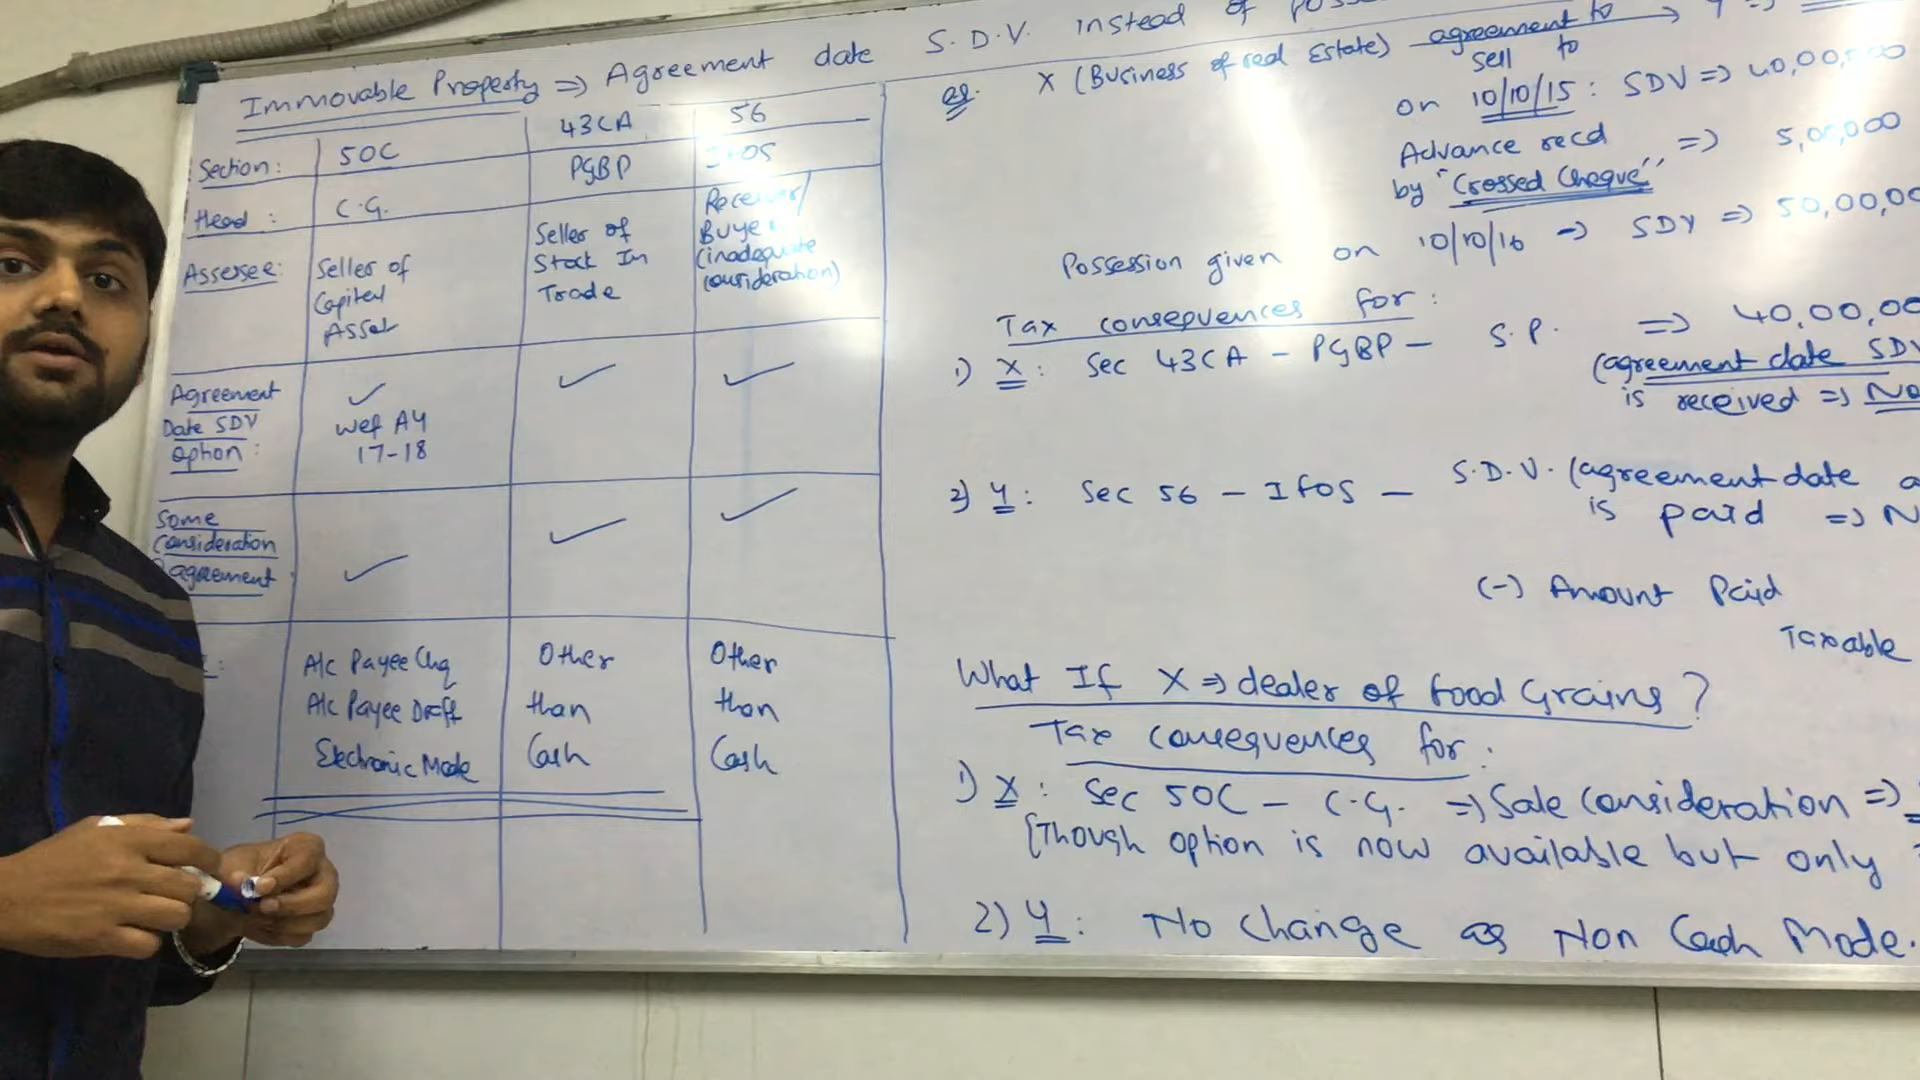 Immovable Property => Agreement date S.D.V. instead of
Section: 50C 43CA 56
Head: C.G. PGBP IFOS
Assessee: Seller of Capital Asset
Seller of Stock In Trade
Receiver/ Buyer (inadequate consideration)
Agreement Date SDV option: ✓ wef AY 17-18 ✓ ✓
Some Consideration agreement ✓ ✓ ✓
A/c Payee Chq
A/c Payee Draft
Electronic Mode
Other than Cash
Other than Cash
eg. X (Business of real Estate) agreement to sell to → Y =>
on 10/10/15: SDV => 40,00,000
Advance recd => 5,00,000
by "Crossed Cheque"
Possession given on 10/10/16 → SDV => 50,00,00
Tax consequences for:
1) X: Sec 43CA - PGBP - S.P. => 40,00,00
(agreement date SDV
is received =>
2) Y: Sec 56 - IFOS - S.D.V. (agreement date
is paid =>
(-) Amount Paid
Taxable
What If X => dealer of Food Grains?
Tax consequences for:
1) X: Sec 50C - C.G. => Sale Consideration =>
(Though option is now available but only
2) Y: No change as Non Cash Mode.